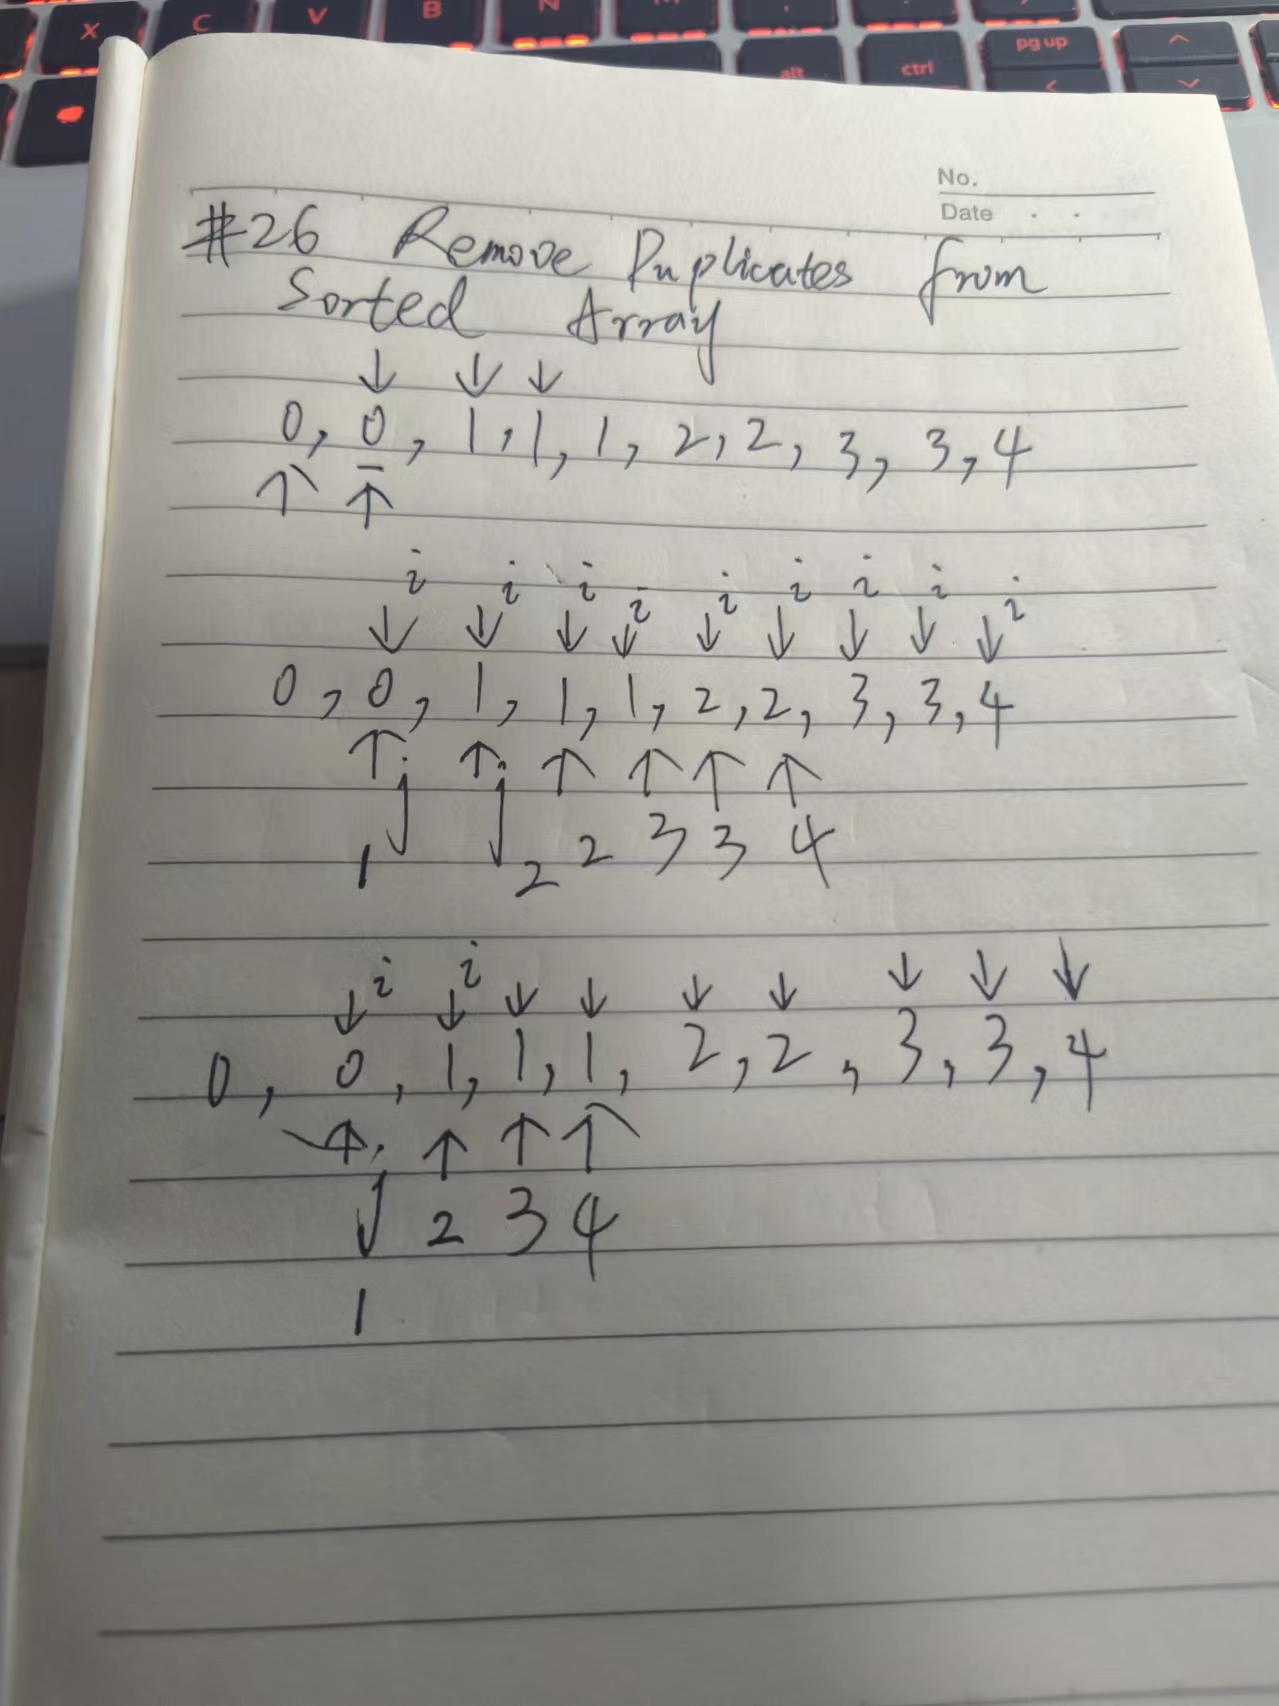 X C V B N M
alt ctrl pg up
No.
Date
#26 Remove Duplicates from
Sorted Array
↓ ↓ ↓
0, 0, 1, 1, 1, 2, 2, 3, 3, 4
↑ ↑
i i i i i i i i i
↓ ↓ ↓ ↓ ↓ ↓ ↓ ↓ ↓
0, 0, 1, 1, 1, 2, 2, 3, 3, 4
↑ ↑ ↑ ↑ ↑ ↑
j j
1 2 2 3 3 4
i i
↓ ↓ ↓ ↓ ↓ ↓ ↓ ↓ ↓
0, 0, 1, 1, 1, 2, 2, 3, 3, 4
↑ ↑ ↑ ↑
j 2 3 4
1